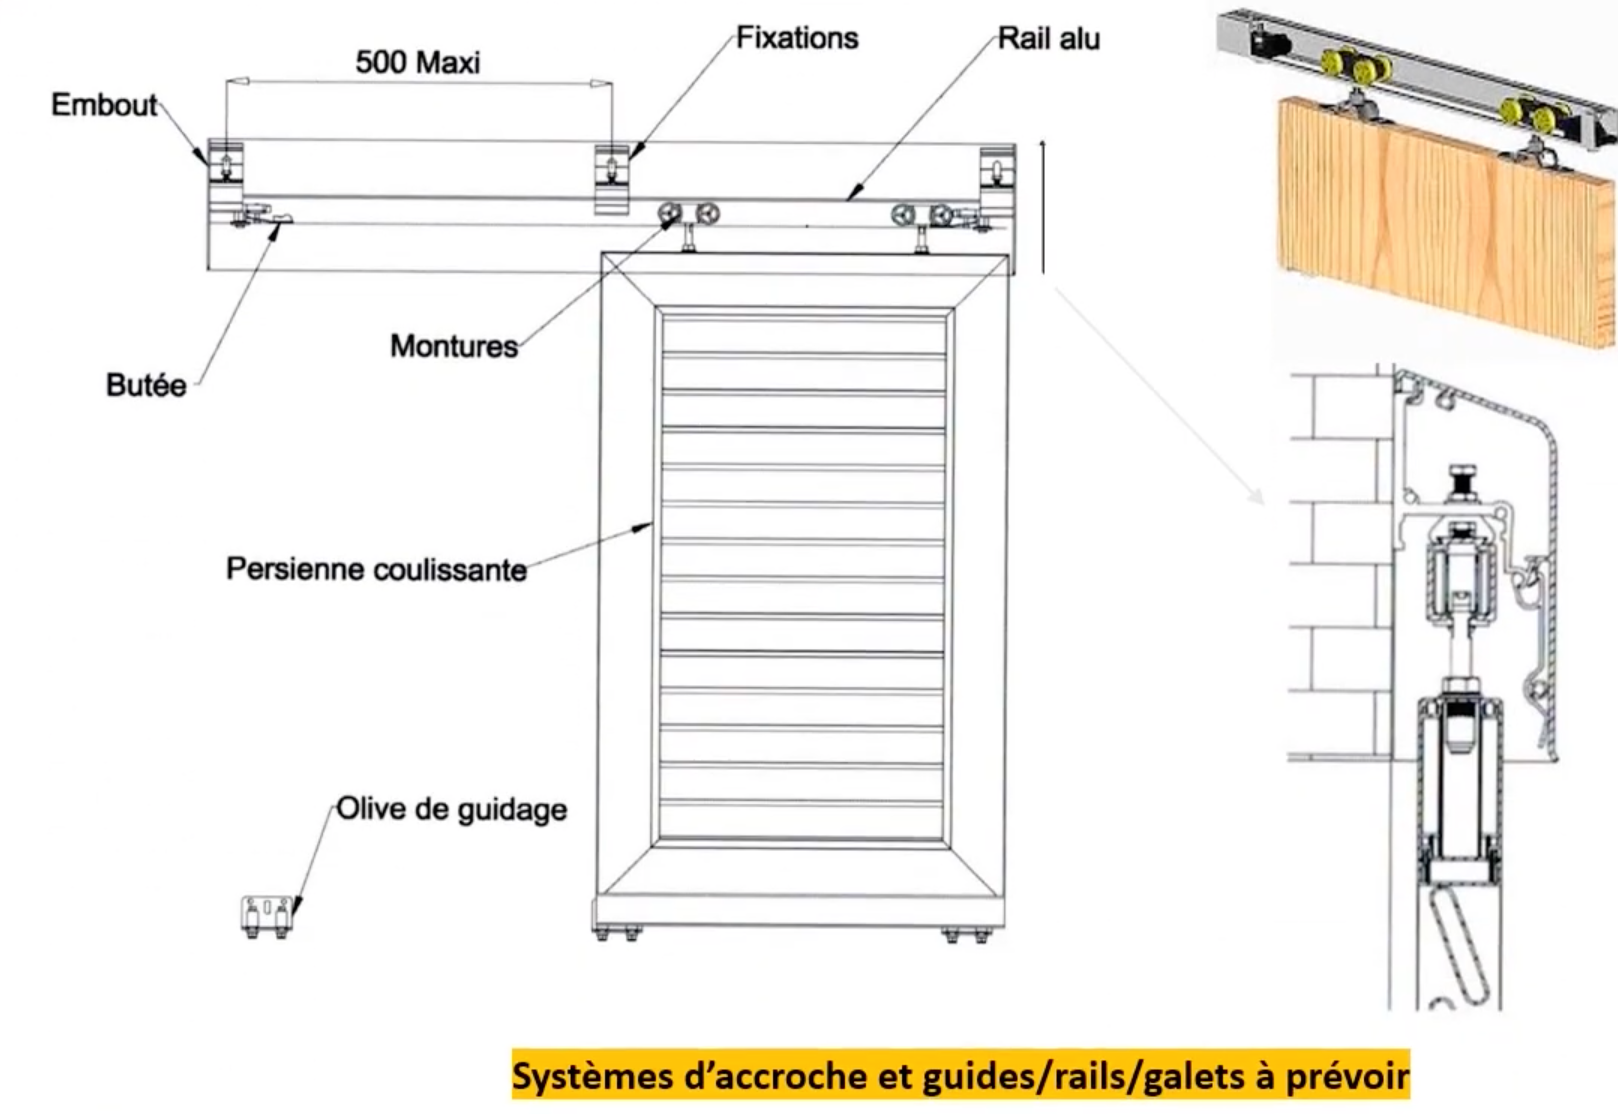 Fixations
Rail alu
500 Maxi
Embout
Montures
Butée
Persienne coulissante
Olive de guidage
Systèmes d’accroche et guides/rails/galets à prévoir